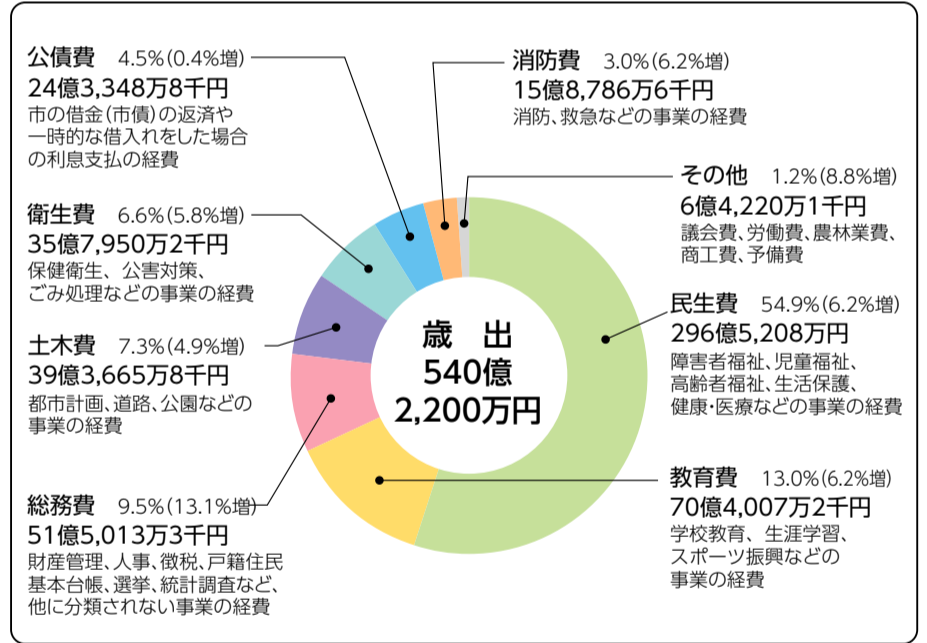 公債費 4.5%(0.4%増)
24億3,348万8千円
市の借金(市債)の返済や
一時的な借入れをした場合
の利息支払の経費
衛生費 6.6%(5.8%増)
35億7,950万2千円
保健衛生、公害対策、
ごみ処理などの事業の経費
土木費 7.3%(4.9%増)
39億3,665万8千円
都市計画、道路、公園などの
事業の経費
総務費 9.5%(13.1%増)
51億5,013万3千円
財産管理、人事、徴税、戸籍住民
基本台帳、選挙、統計調査など、
他に分類されない事業の経費
歳 出
540億
2,200万円
消防費 3.0%(6.2%増)
15億8,786万6千円
消防、救急などの事業の経費
その他 1.2%(8.8%増)
6億4,220万1千円
議会費、労働費、農林業費、
商工費、予備費
民生費 54.9%(6.2%増)
296億5,208万円
障害者福祉、児童福祉、
高齢者福祉、生活保護、
健康・医療などの事業の経費
教育費 13.0%(6.2%増)
70億4,007万2千円
学校教育、生涯学習、
スポーツ振興などの
事業の経費